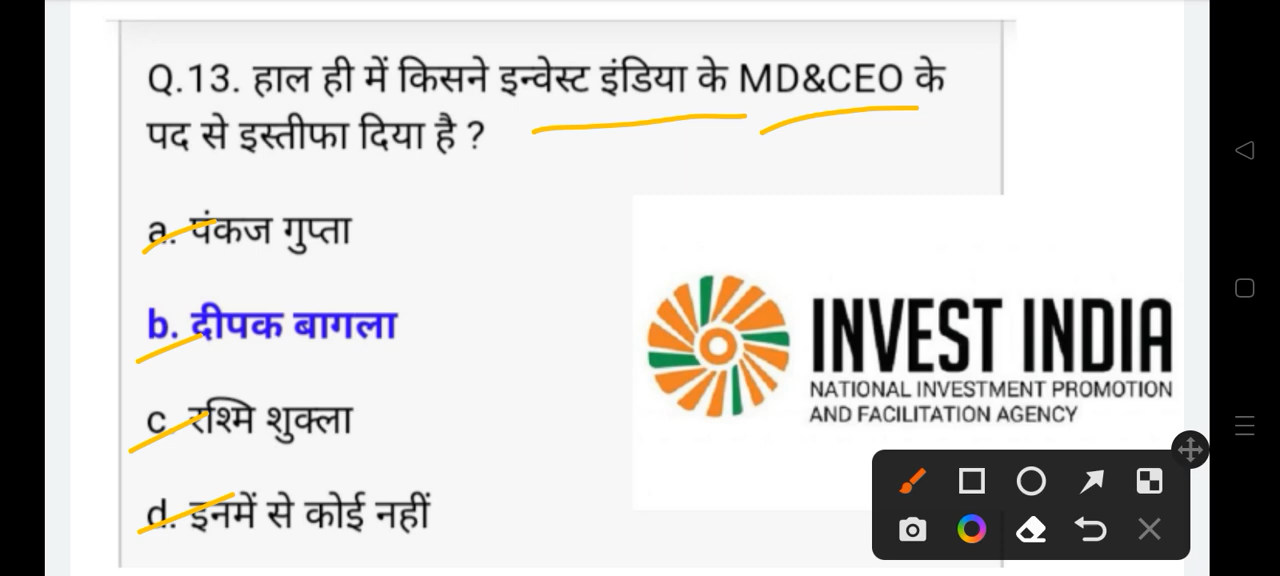 Q.13. हाल ही में किसने इन्वेस्ट इंडिया के MD&CEO के
पद से इस्तीफा दिया है ?
a. पंकज गुप्ता
b. दीपक बागला
c. रश्मि शुक्ला
d. इनमें से कोई नहीं
INVEST INDIA
NATIONAL INVESTMENT PROMOTION
AND FACILITATION AGENCY